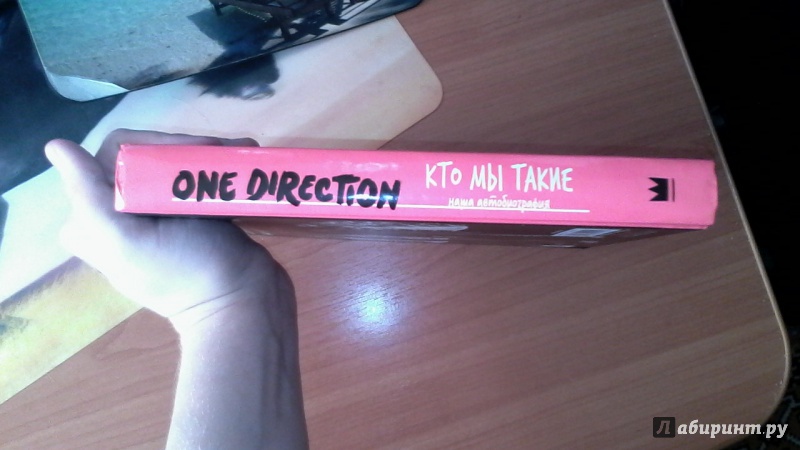 ONE DIRECTION
КТО МЫ ТАКИЕ
наша автобиография
Лабиринт.ру